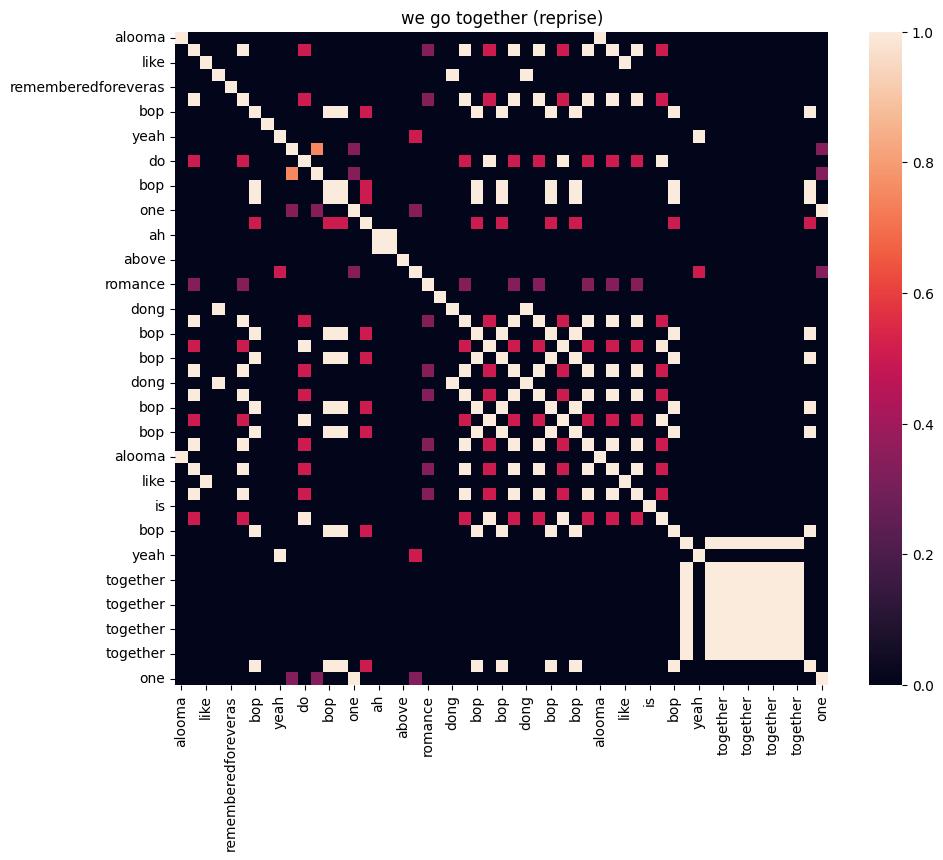 we go together (reprise)
alooma
like
rememberedforeveras
bop
yeah
do
bop
one
ah
above
romance
dong
bop
bop
dong
bop
bop
alooma
like
is
bop
yeah
together
together
together
together
one
1.0
0.8
0.6
0.4
0.2
0.0
alooma
like
rememberedforeveras
bop
yeah
do
bop
one
ah
above
romance
dong
bop
bop
dong
bop
bop
alooma
like
is
bop
yeah
together
together
together
together
one